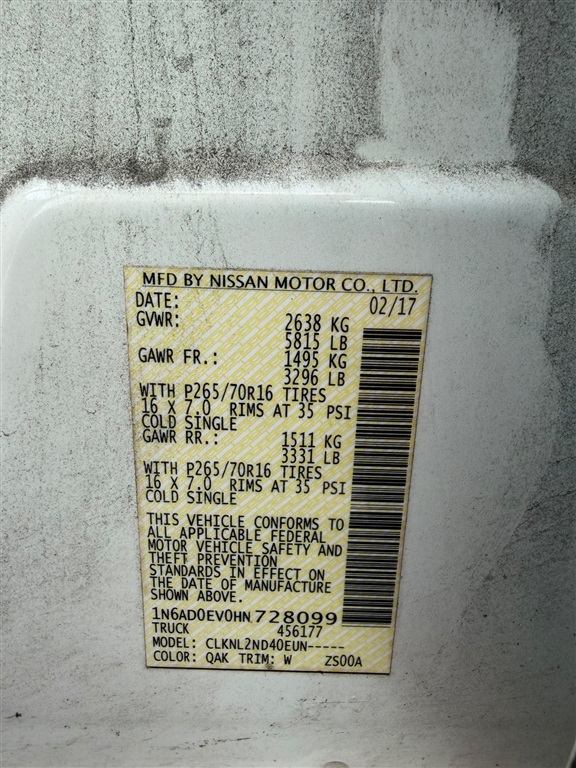 MFD BY NISSAN MOTOR CO., LTD.
DATE: 02/17
GVWR: 2638 KG
5815 LB
GAWR FR.: 1495 KG
3296 LB
WITH P265/70R16 TIRES
16 X 7.0 RIMS AT 35 PSI
COLD SINGLE
GAWR RR.: 1511 KG
3331 LB
WITH P265/70R16 TIRES
16 X 7.0 RIMS AT 35 PSI
COLD SINGLE
THIS VEHICLE CONFORMS TO
ALL APPLICABLE FEDERAL
MOTOR VEHICLE SAFETY AND
THEFT PREVENTION
STANDARDS IN EFFECT ON
THE DATE OF MANUFACTURE
SHOWN ABOVE.
1N6AD0EV0HN728099
TRUCK 456177
MODEL: CLKNL2ND40EUN-----
COLOR: QAK TRIM: W ZS00A